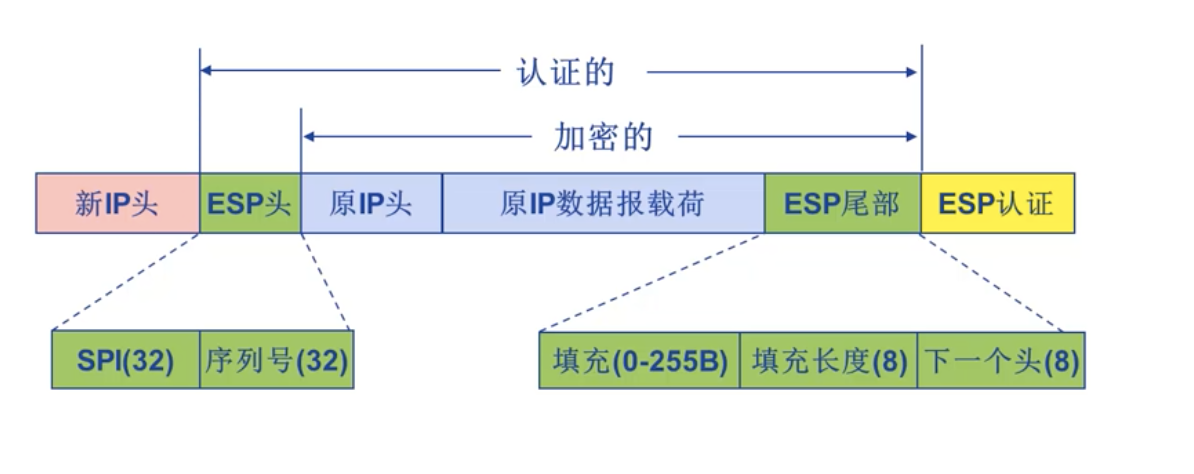 认证的
加密的
新IP头 ESP头 原IP头 原IP数据报载荷 ESP尾部 ESP认证
SPI(32) 序列号(32) 填充(0-255B) 填充长度(8) 下一个头(8)